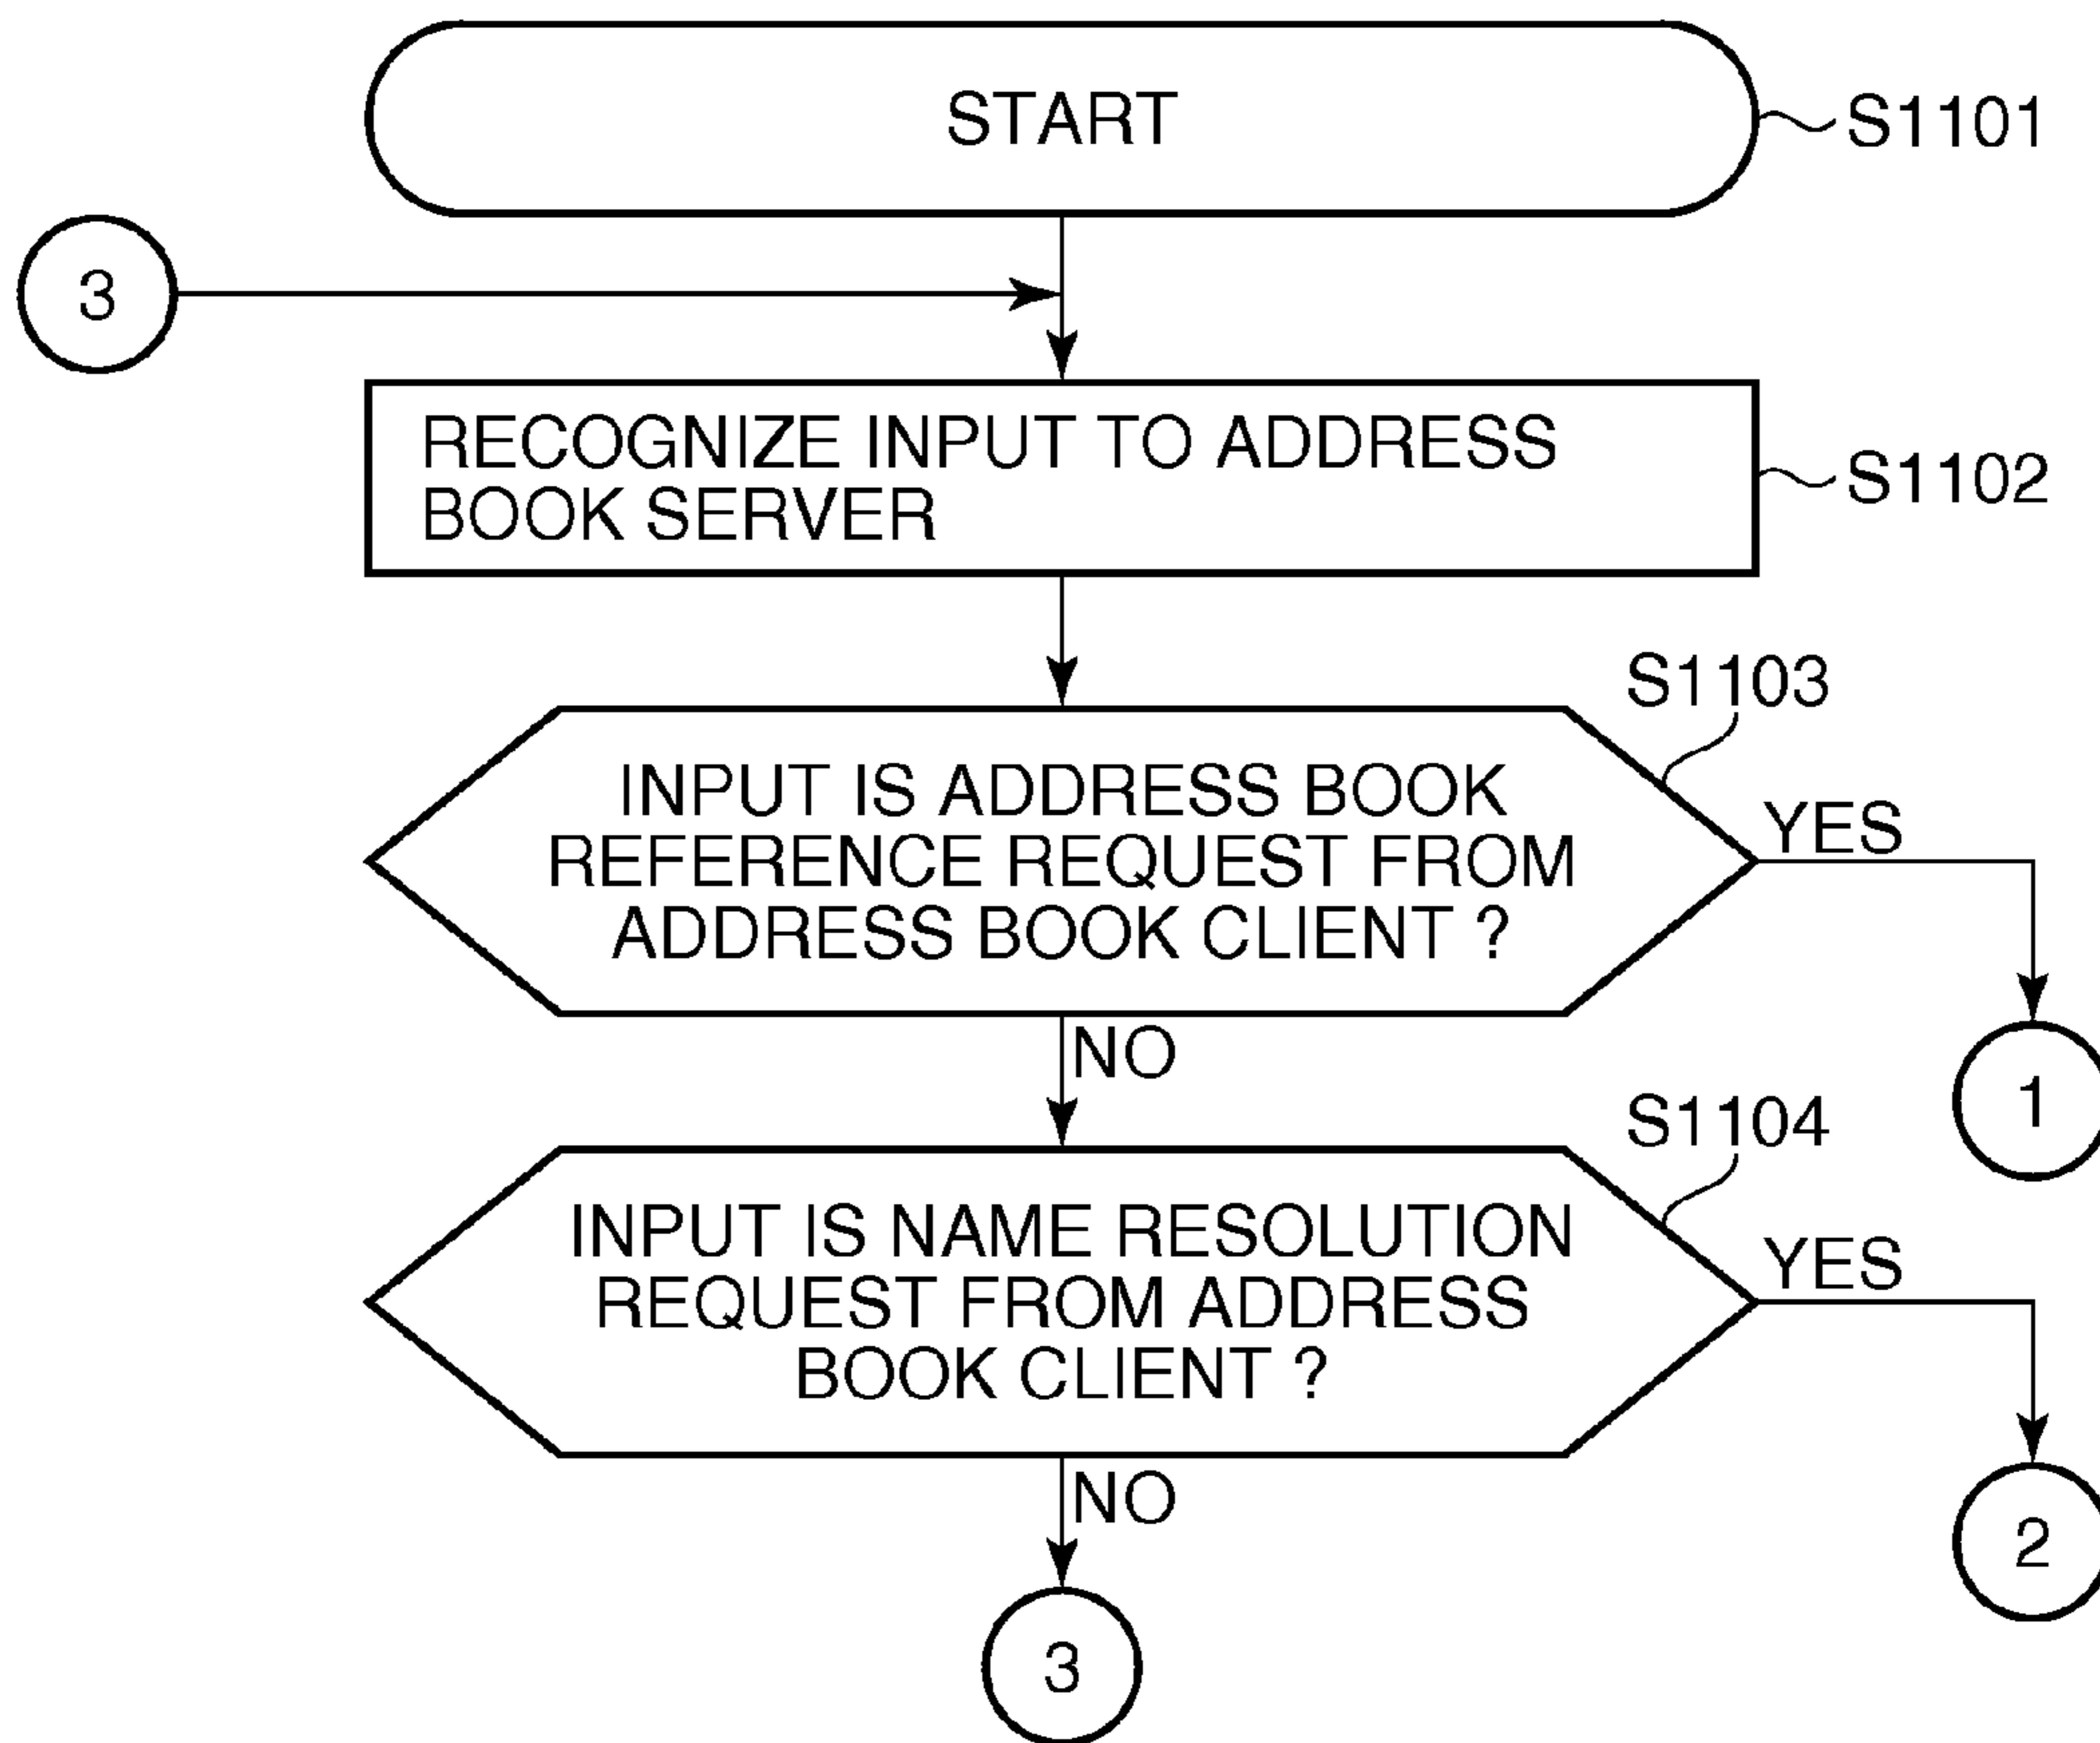 START
S1101
3
RECOGNIZE INPUT TO ADDRESS
BOOK SERVER
S1102
S1103
INPUT IS ADDRESS BOOK
REFERENCE REQUEST FROM
ADDRESS BOOK CLIENT ?
YES
1
NO
S1104
INPUT IS NAME RESOLUTION
REQUEST FROM ADDRESS
BOOK CLIENT ?
YES
2
NO
3